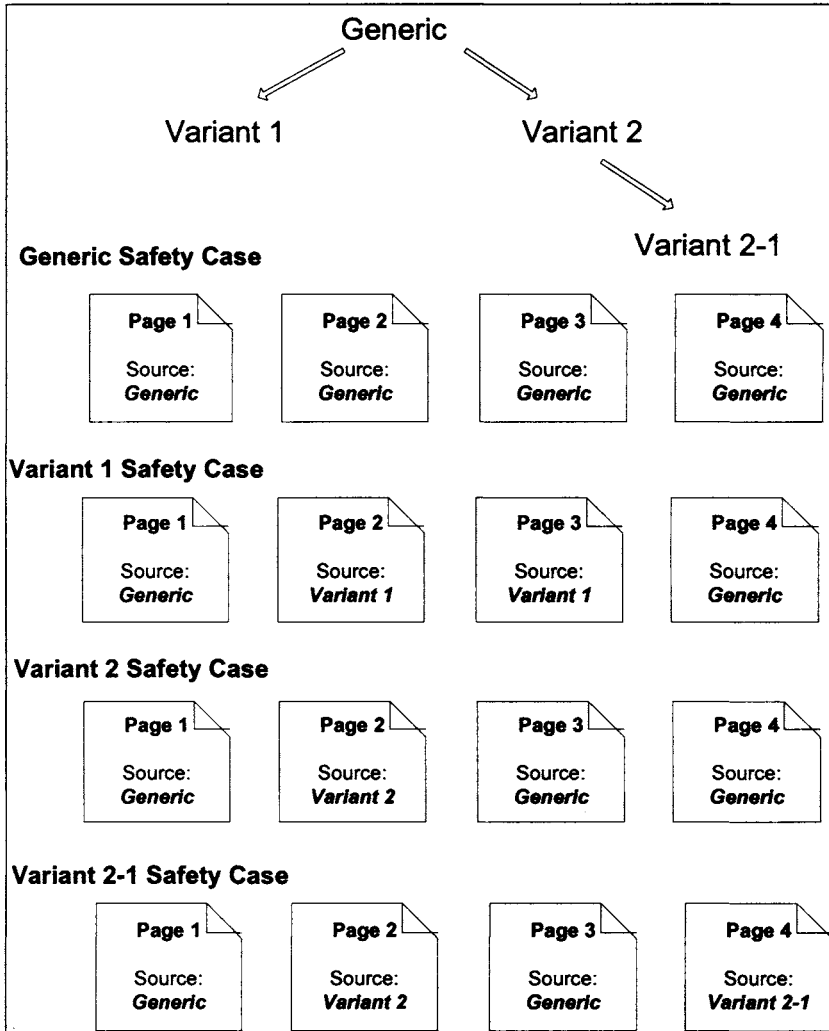 Generic
Variant 1
Variant 2
Variant 2-1
Generic Safety Case
Page 1
Source:
Generic
Page 2
Source:
Generic
Page 3
Source:
Generic
Page 4
Source:
Generic
Variant 1 Safety Case
Page 1
Source:
Generic
Page 2
Source:
Variant 1
Page 3
Source:
Variant 1
Page 4
Source:
Generic
Variant 2 Safety Case
Page 1
Source:
Generic
Page 2
Source:
Variant 2
Page 3
Source:
Generic
Page 4
Source:
Generic
Variant 2-1 Safety Case
Page 1
Source:
Generic
Page 2
Source:
Variant 2
Page 3
Source:
Generic
Page 4
Source:
Variant 2-1